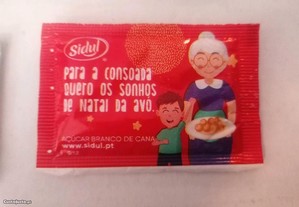 Sidul
PARA A CONSOADA
QUERO OS SONHOS
DE NATAL DA AVÓ.
AÇÚCAR BRANCO DE CANA
www.sidul.pt